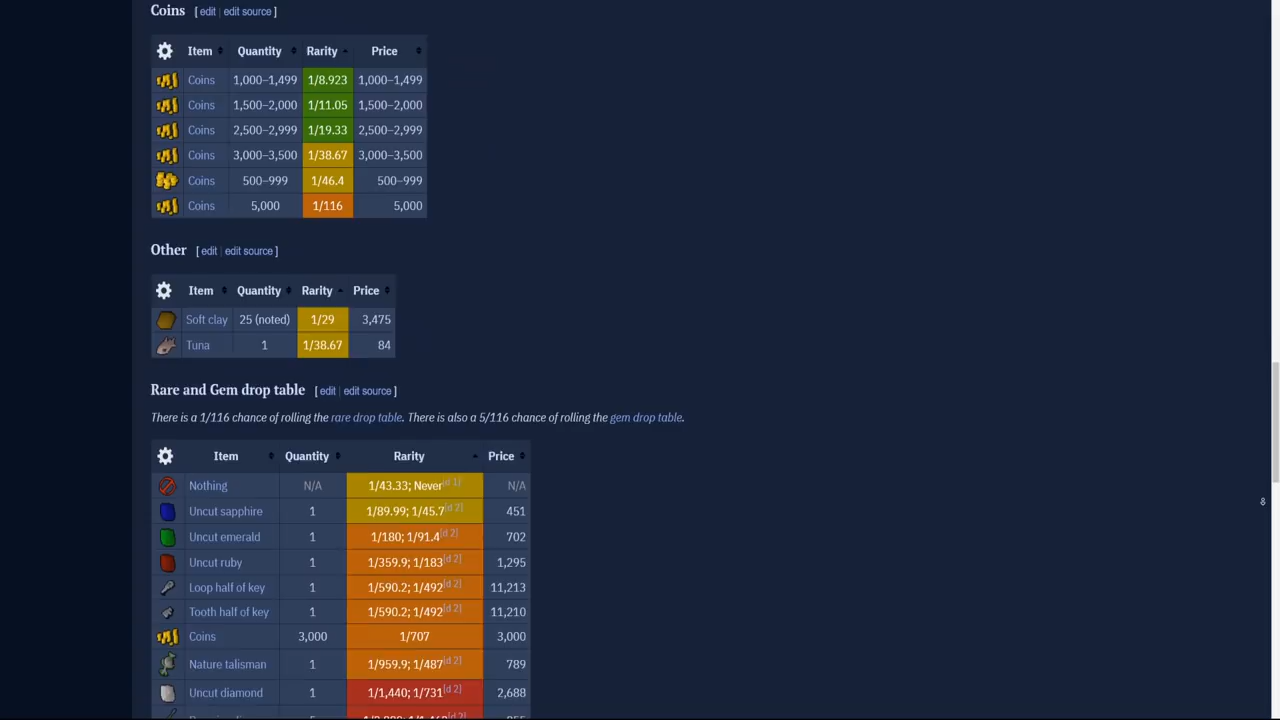 Coins [ edit | edit source ]
Item Quantity Rarity Price
Coins 1,000–1,499 1/8.923 1,000–1,499
Coins 1,500–2,000 1/11.05 1,500–2,000
Coins 2,500–2,999 1/19.33 2,500–2,999
Coins 3,000–3,500 1/38.67 3,000–3,500
Coins 500–999 1/46.4 500–999
Coins 5,000 1/116 5,000
Other [ edit | edit source ]
Item Quantity Rarity Price
Soft clay 25 (noted) 1/29 3,475
Tuna 1 1/38.67 84
Rare and Gem drop table [ edit | edit source ]
There is a 1/116 chance of rolling the rare drop table. There is also a 5/116 chance of rolling the gem drop table.
Item Quantity Rarity Price
Nothing N/A 1/43.33; Never[d 1] N/A
Uncut sapphire 1 1/89.99; 1/45.7[d 2] 451
Uncut emerald 1 1/180; 1/91.4[d 2] 702
Uncut ruby 1 1/359.9; 1/183[d 2] 1,295
Loop half of key 1 1/590.2; 1/492[d 2] 11,213
Tooth half of key 1 1/590.2; 1/492[d 2] 11,210
Coins 3,000 1/707 3,000
Nature talisman 1 1/959.9; 1/487[d 2] 789
Uncut diamond 1 1/1,440; 1/731[d 2] 2,688